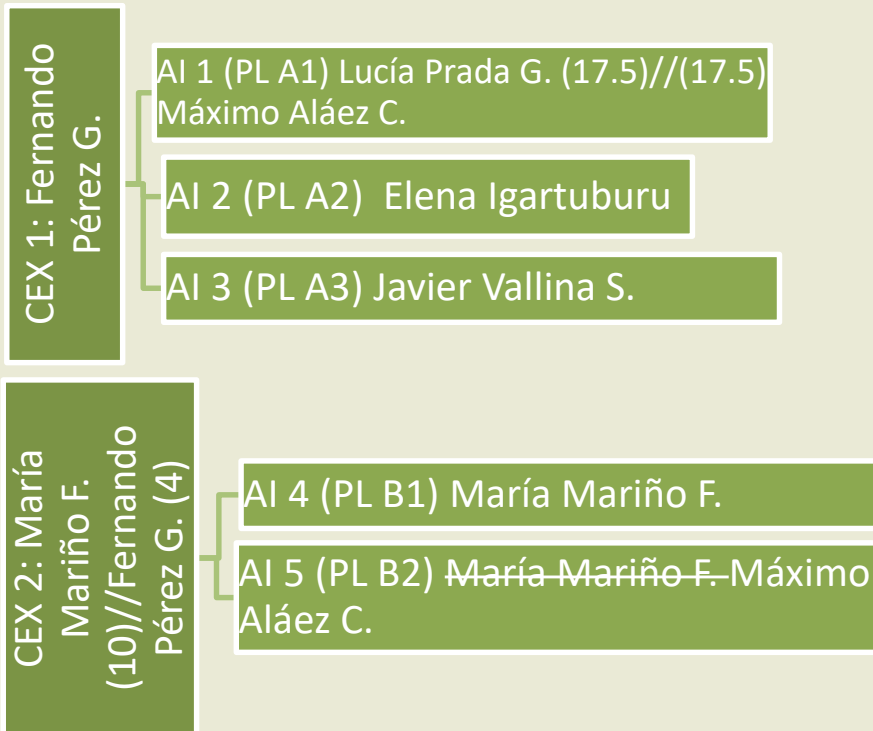 CEX 1: Fernando
Pérez G.
AI 1 (PL A1) Lucía Prada G. (17.5)//(17.5)
Máximo Aláez C.
AI 2 (PL A2)  Elena Igartuburu
AI 3 (PL A3) Javier Vallina S.
CEX 2: María
Mariño F.
(10)//Fernando
Pérez G. (4)
AI 4 (PL B1) María Mariño F.
AI 5 (PL B2) María Mariño F. Máximo
Aláez C.